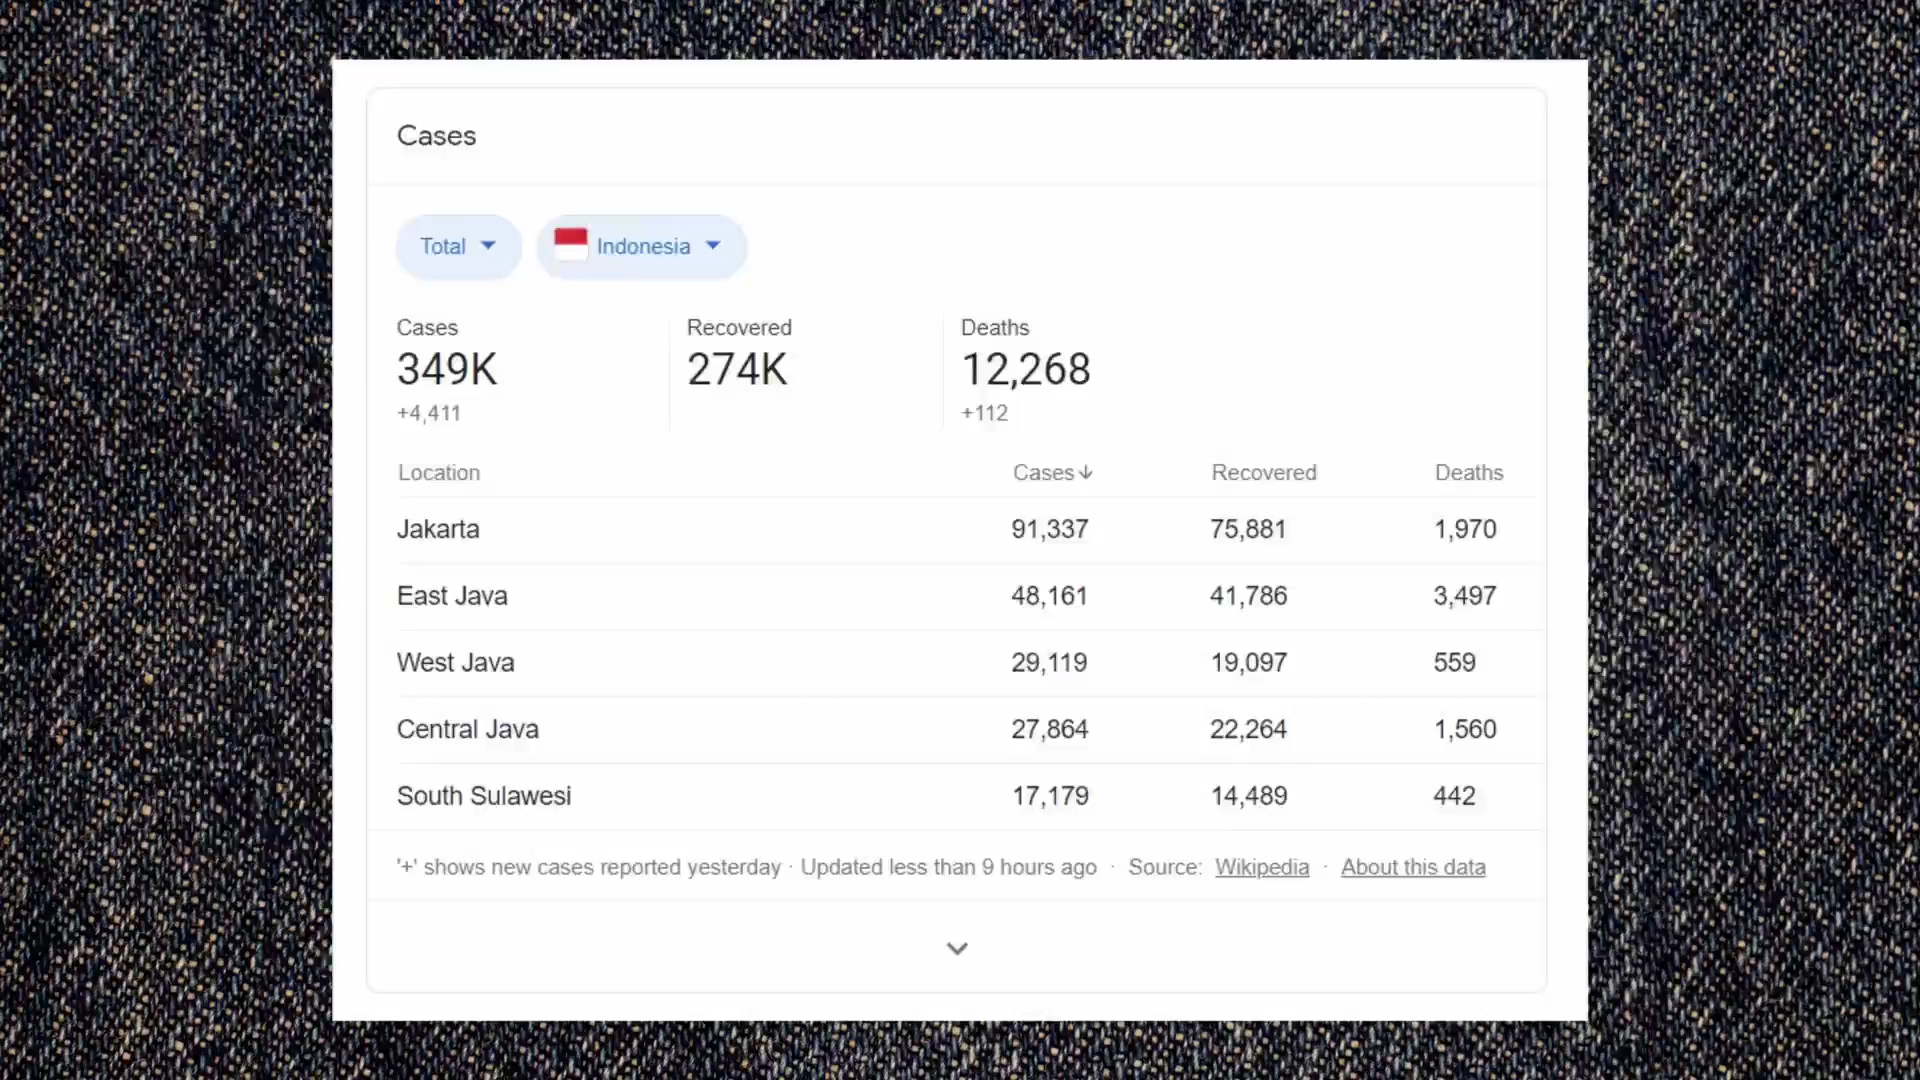 Cases
Total Indonesia
Cases Recovered Deaths
349K 274K 12,268
+4,411 +112
Location Cases↓ Recovered Deaths
Jakarta 91,337 75,881 1,970
East Java 48,161 41,786 3,497
West Java 29,119 19,097 559
Central Java 27,864 22,264 1,560
South Sulawesi 17,179 14,489 442
'+' shows new cases reported yesterday · Updated less than 9 hours ago · Source: Wikipedia · About this data